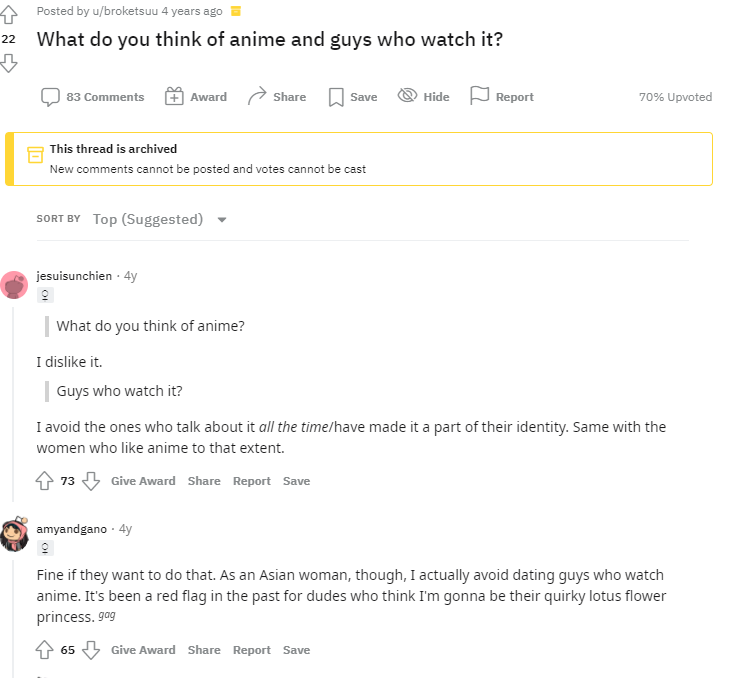 Posted by u/broketsuu 4 years ago
22
What do you think of anime and guys who watch it?
83 Comments Award Share Save Hide Report 70% Upvoted
This thread is archived
New comments cannot be posted and votes cannot be cast
SORT BY Top (Suggested)
jesuisunchien · 4y
♀
What do you think of anime?
I dislike it.
Guys who watch it?
I avoid the ones who talk about it all the time/have made it a part of their identity. Same with the
women who like anime to that extent.
73 Give Award Share Report Save
amyandgano · 4y
♀
Fine if they want to do that. As an Asian woman, though, I actually avoid dating guys who watch
anime. It's been a red flag in the past for dudes who think I'm gonna be their quirky lotus flower
princess. gag
65 Give Award Share Report Save